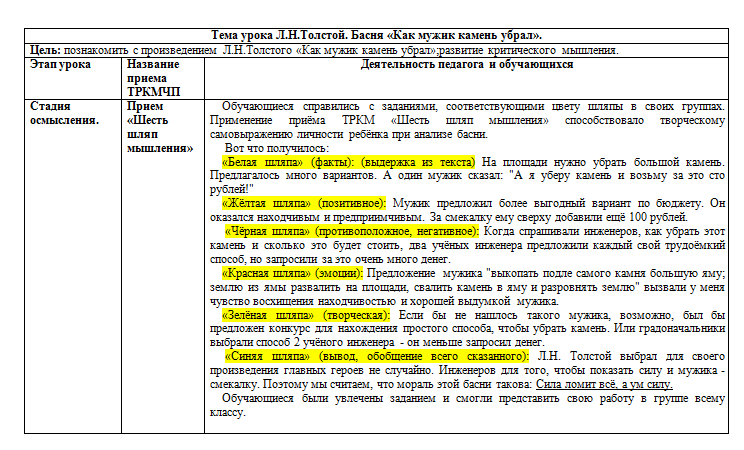 Тема урока Л.Н.Толстой. Басня «Как мужик камень убрал».
Цель: познакомить с произведением Л.Н.Толстого «Как мужик камень убрал»;развитие критического мышления.
Этап урока
Название
приема
ТРКМЧП
Деятельность педагога и обучающихся
Стадия
осмысления.
Прием
«Шесть
шляп
мышления»
Обучающиеся справились с заданиями, соответствующими цвету шляпы в своих группах.
Применение приёма ТРКМ «Шесть шляп мышления» способствовало творческому
самовыражению личности ребёнка при анализе басни.
Вот что получилось:
«Белая шляпа» (факты): (выдержка из текста) На площади нужно убрать большой камень.
Предлагалось много вариантов. А один мужик сказал: "А я уберу камень и возьму за это сто
рублей!"
«Жёлтая шляпа» (позитивное): Мужик предложил более выгодный вариант по бюджету. Он
оказался находчивым и предприимчивым. За смекалку ему сверху добавили ещё 100 рублей.
«Чёрная шляпа» (противоположное, негативное): Когда спрашивали инженеров, как убрать этот
камень и сколько это будет стоить, два учёных инженера предложили каждый свой трудоёмкий
способ, но запросили за это очень много денег.
«Красная шляпа» (эмоции): Предложение мужика "выкопать подле самого камня большую яму;
землю из ямы развалить на площади, свалить камень в яму и разровнять землю" вызвали у меня
чувство восхищения находчивостью и хорошей выдумкой мужика.
«Зелёная шляпа» (творческая): Если бы не нашлось такого мужика, возможно, был бы
предложен конкурс для нахождения простого способа, чтобы убрать камень. Или градоначальники
выбрали способ 2 учёного инженера - он меньше запросил денег.
«Синяя шляпа» (вывод, обобщение всего сказанного): Л.Н. Толстой выбрал для своего
произведения главных героев не случайно. Инженеров для того, чтобы показать силу и мужика -
смекалку. Поэтому мы считаем, что мораль этой басни такова: Сила ломит всё, а ум силу.
Обучающиеся были увлечены заданием и смогли представить свою работу в группе всему
классу.